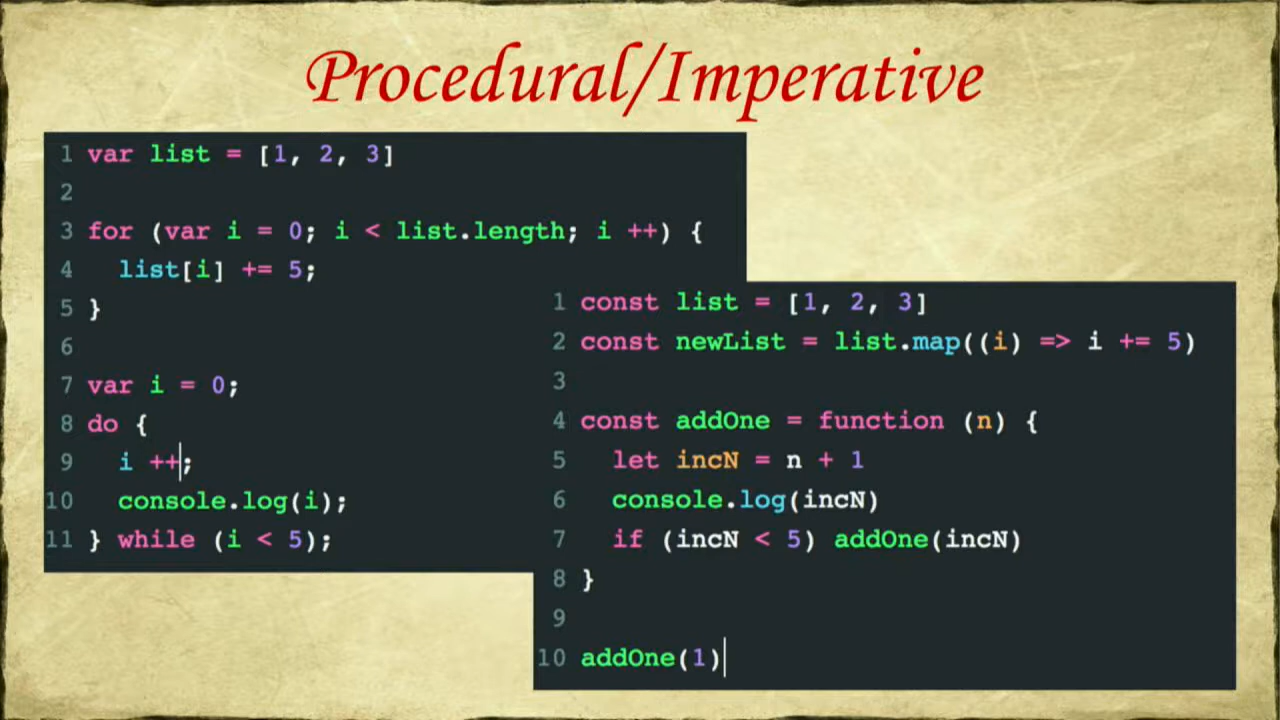 Procedural/Imperative
1 var list = [1, 2, 3]
2
3 for (var i = 0; i < list.length; i ++) {
4   list[i] += 5;
5 }
6
7 var i = 0;
8 do {
9   i ++;
10   console.log(i);
11 } while (i < 5);
1 const list = [1, 2, 3]
2 const newList = list.map((i) => i += 5)
3
4 const addOne = function (n) {
5   let incN = n + 1
6   console.log(incN)
7   if (incN < 5) addOne(incN)
8 }
9
10 addOne(1)